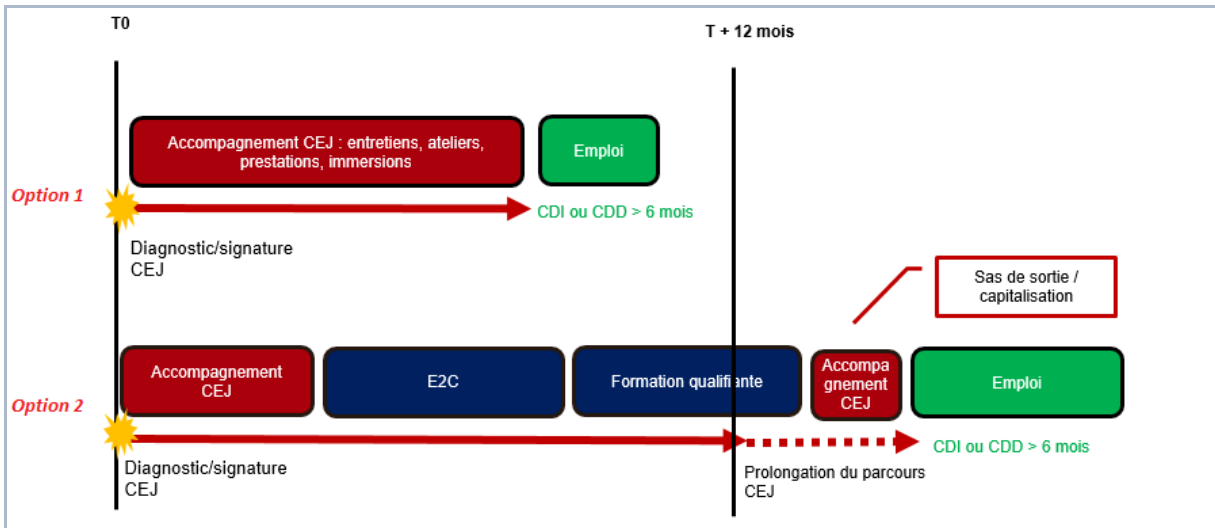 T0
T + 12 mois
Accompagnement CEJ : entretiens, ateliers,
prestations, immersions
Emploi
Option 1
CDI ou CDD > 6 mois
Diagnostic/signature
CEJ
Sas de sortie /
capitalisation
Accompagnement
CEJ
E2C
Formation qualifiante
Accompa
gnement
CEJ
Emploi
Option 2
CDI ou CDD > 6 mois
Diagnostic/signature
CEJ
Prolongation du parcours
CEJ